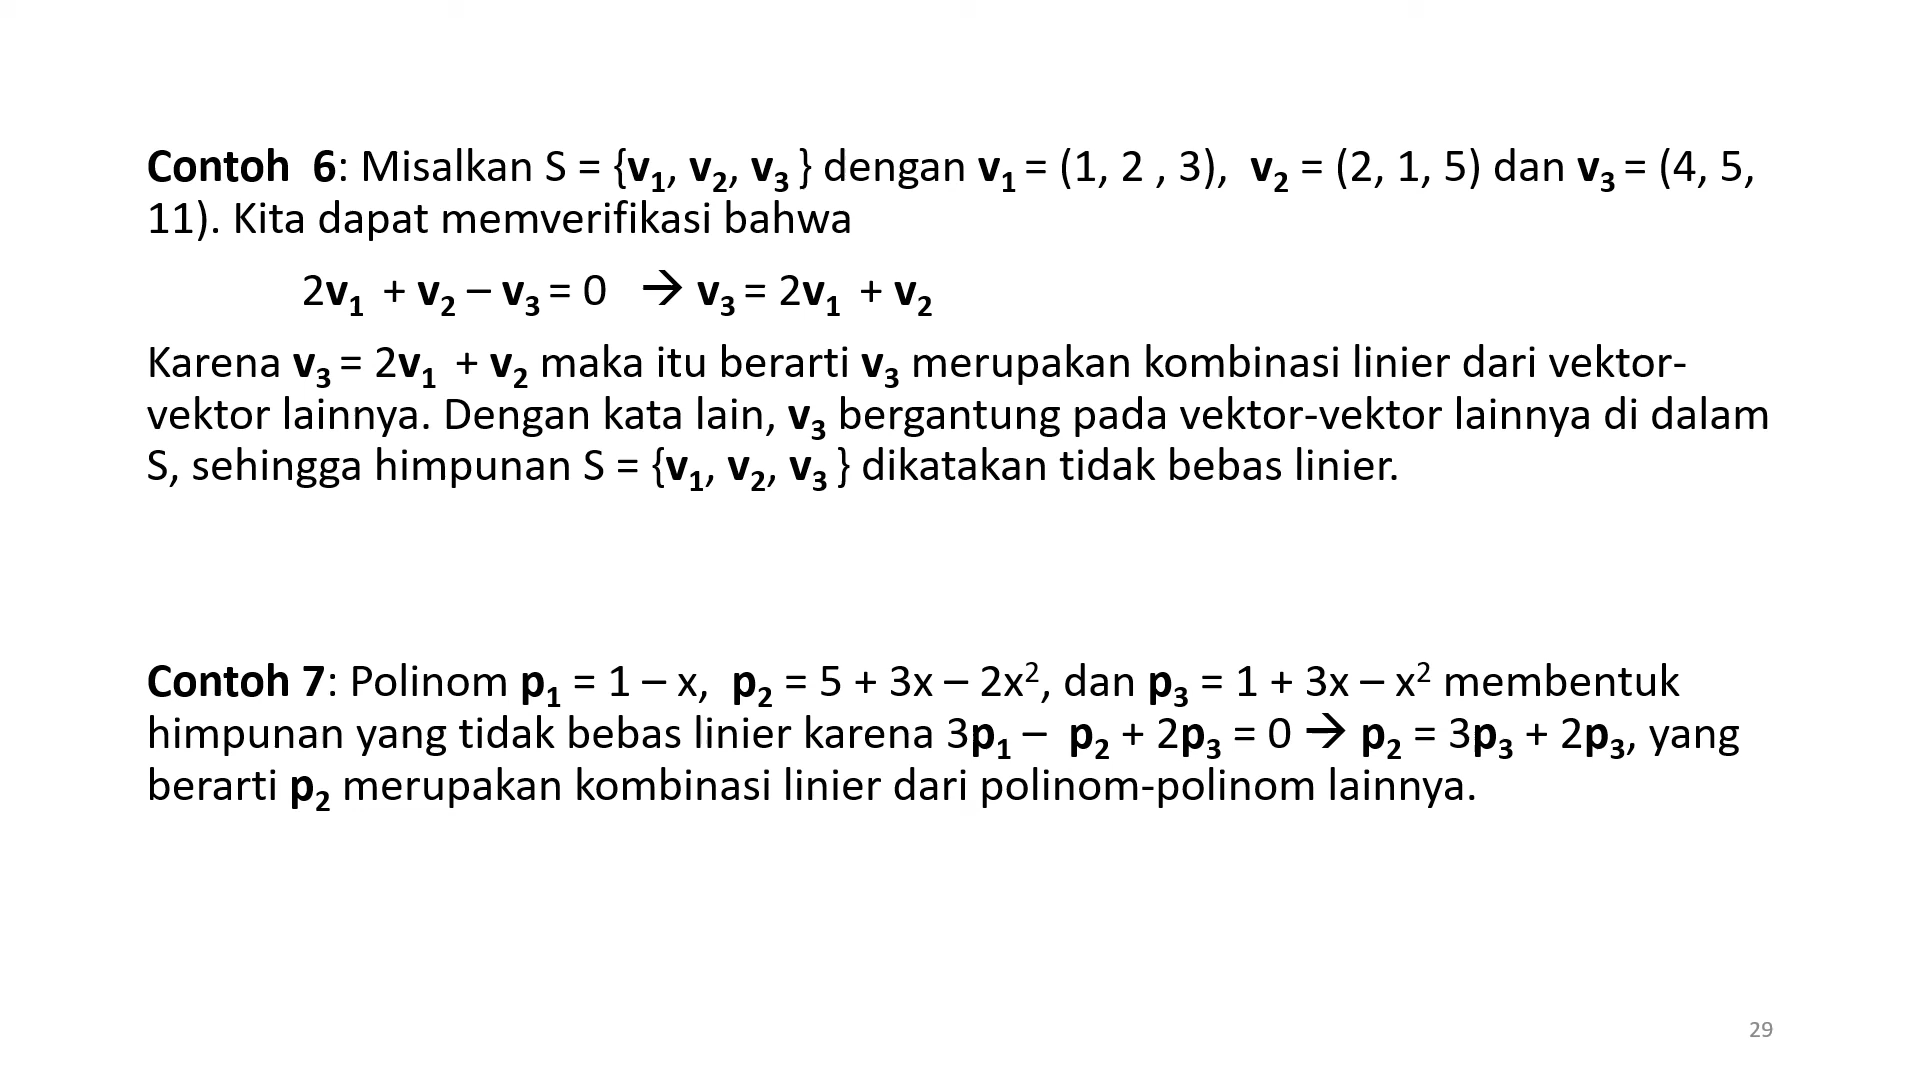 Contoh 6: Misalkan S = {v₁, v₂, v₃ } dengan v₁ = (1, 2 , 3), v₂ = (2, 1, 5) dan v₃ = (4, 5,
11). Kita dapat memverifikasi bahwa
2v₁ + v₂ – v₃ = 0 → v₃ = 2v₁ + v₂
Karena v₃ = 2v₁ + v₂ maka itu berarti v₃ merupakan kombinasi linier dari vektor-
vektor lainnya. Dengan kata lain, v₃ bergantung pada vektor-vektor lainnya di dalam
S, sehingga himpunan S = {v₁, v₂, v₃ } dikatakan tidak bebas linier.
Contoh 7: Polinom p₁ = 1 – x, p₂ = 5 + 3x – 2x², dan p₃ = 1 + 3x – x² membentuk
himpunan yang tidak bebas linier karena 3p₁ – p₂ + 2p₃ = 0 → p₂ = 3p₃ + 2p₃, yang
berarti p₂ merupakan kombinasi linier dari polinom-polinom lainnya.
29